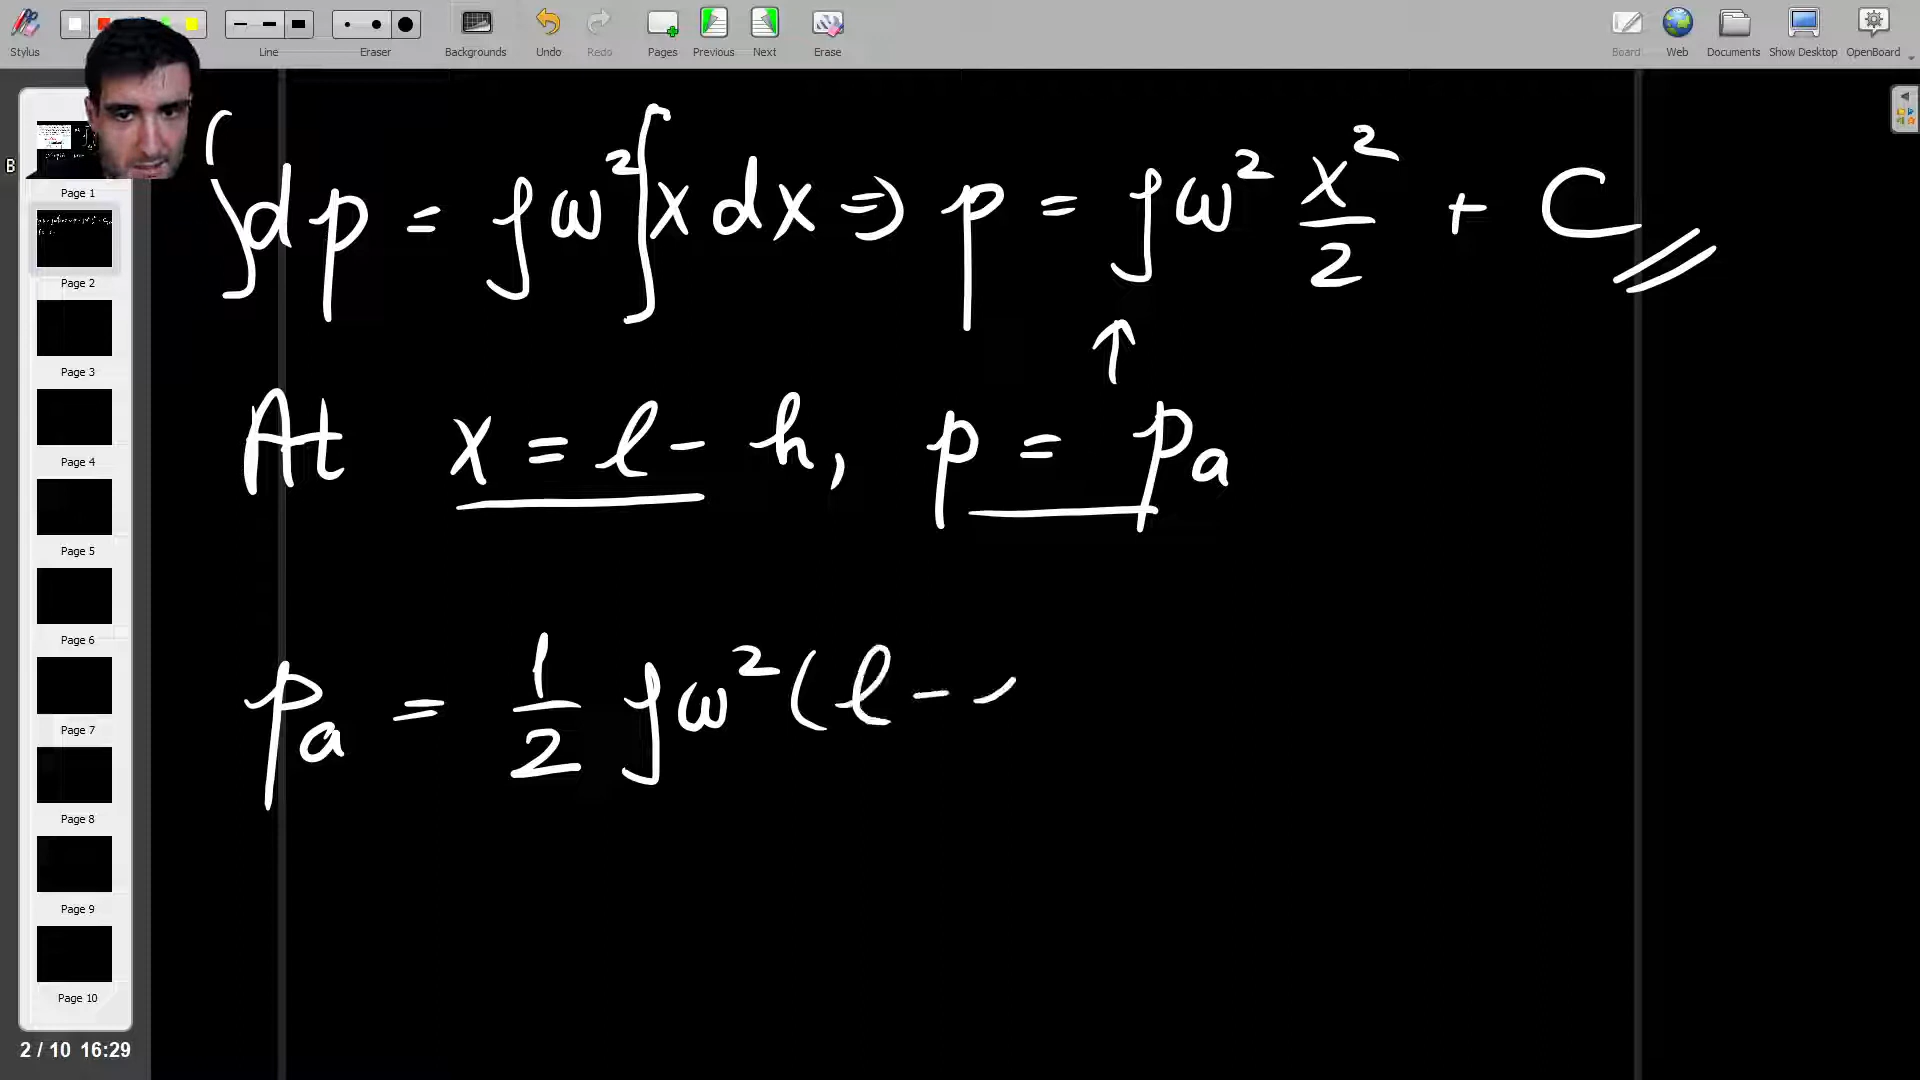 Stylus Line Eraser Backgrounds Undo Redo Pages Previous Next Erase Board Web Documents Show Desktop OpenBoard
B
Page 1
Page 2
Page 3
Page 4
Page 5
Page 6
Page 7
Page 8
Page 9
Page 10
2 / 10 16:29
∫dp = ρω²∫x dx ⇒ p = ρω² x²/2 + C
↑
At x = l - h, p = pₐ
pₐ = 1/2 ρω²(l -